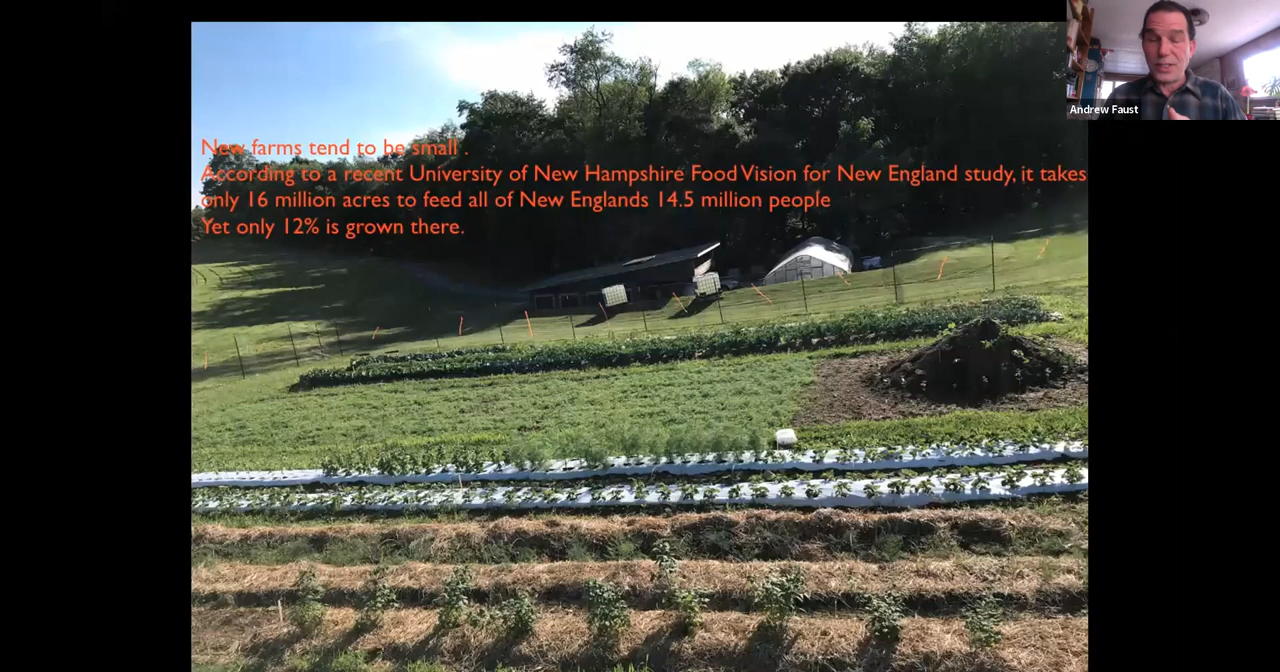 New farms tend to be small .
According to a recent University of New Hampshire Food Vision for New England study, it takes
only 16 million acres to feed all of New Englands 14.5 million people
Yet only 12% is grown there.
Andrew Faust